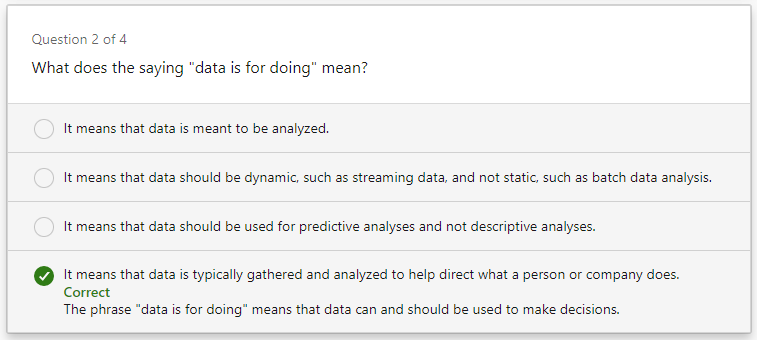 Question 2 of 4
What does the saying "data is for doing" mean?
It means that data is meant to be analyzed.
It means that data should be dynamic, such as streaming data, and not static, such as batch data analysis.
It means that data should be used for predictive analyses and not descriptive analyses.
It means that data is typically gathered and analyzed to help direct what a person or company does.
Correct
The phrase "data is for doing" means that data can and should be used to make decisions.